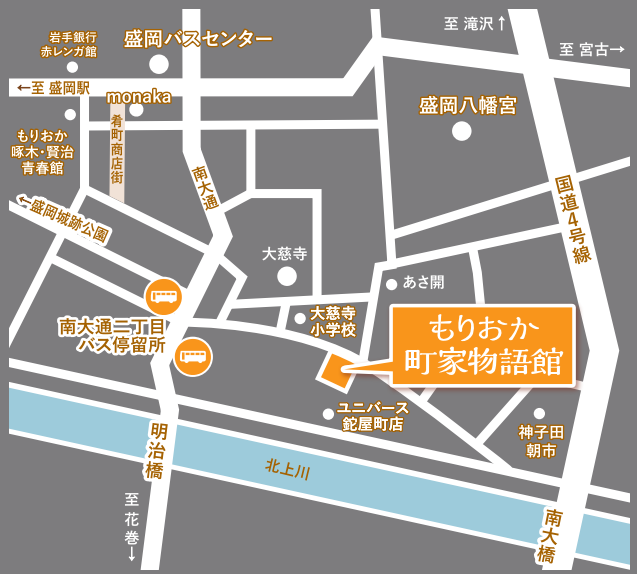 至 滝沢↑
岩手銀行
赤レンガ館
盛岡バスセンター
至 宮古→
←至 盛岡駅
monaka
盛岡八幡宮
もりおか
啄木・賢治
青春館
肴町商店街
南大通
国道4号線
←盛岡城跡公園
大慈寺
あさ開
南大通二丁目
バス停留所
大慈寺
小学校
もりおか
町家物語館
ユニバース
鉈屋町店
神子田
朝市
明治橋
北上川
至 花巻↓
南大橋